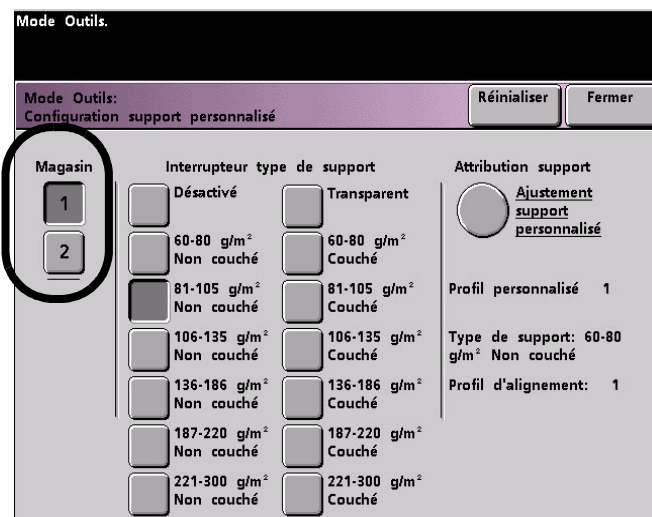 Mode Outils.
Mode Outils:
Configuration support personnalisé
Réinialiser
Fermer
Magasin
1
2
Interrupteur type de support
Désactivé
Transparent
60-80 g/m²
Non couché
60-80 g/m²
Couché
81-105 g/m²
Non couché
81-105 g/m²
Couché
106-135 g/m²
Non couché
106-135 g/m²
Couché
136-186 g/m²
Non couché
136-186 g/m²
Couché
187-220 g/m²
Non couché
187-220 g/m²
Couché
221-300 g/m²
Non couché
221-300 g/m²
Couché
Attribution support
Ajustement
support
personnalisé
Profil personnalisé 1
Type de support: 60-80
g/m² Non couché
Profil d'alignement: 1